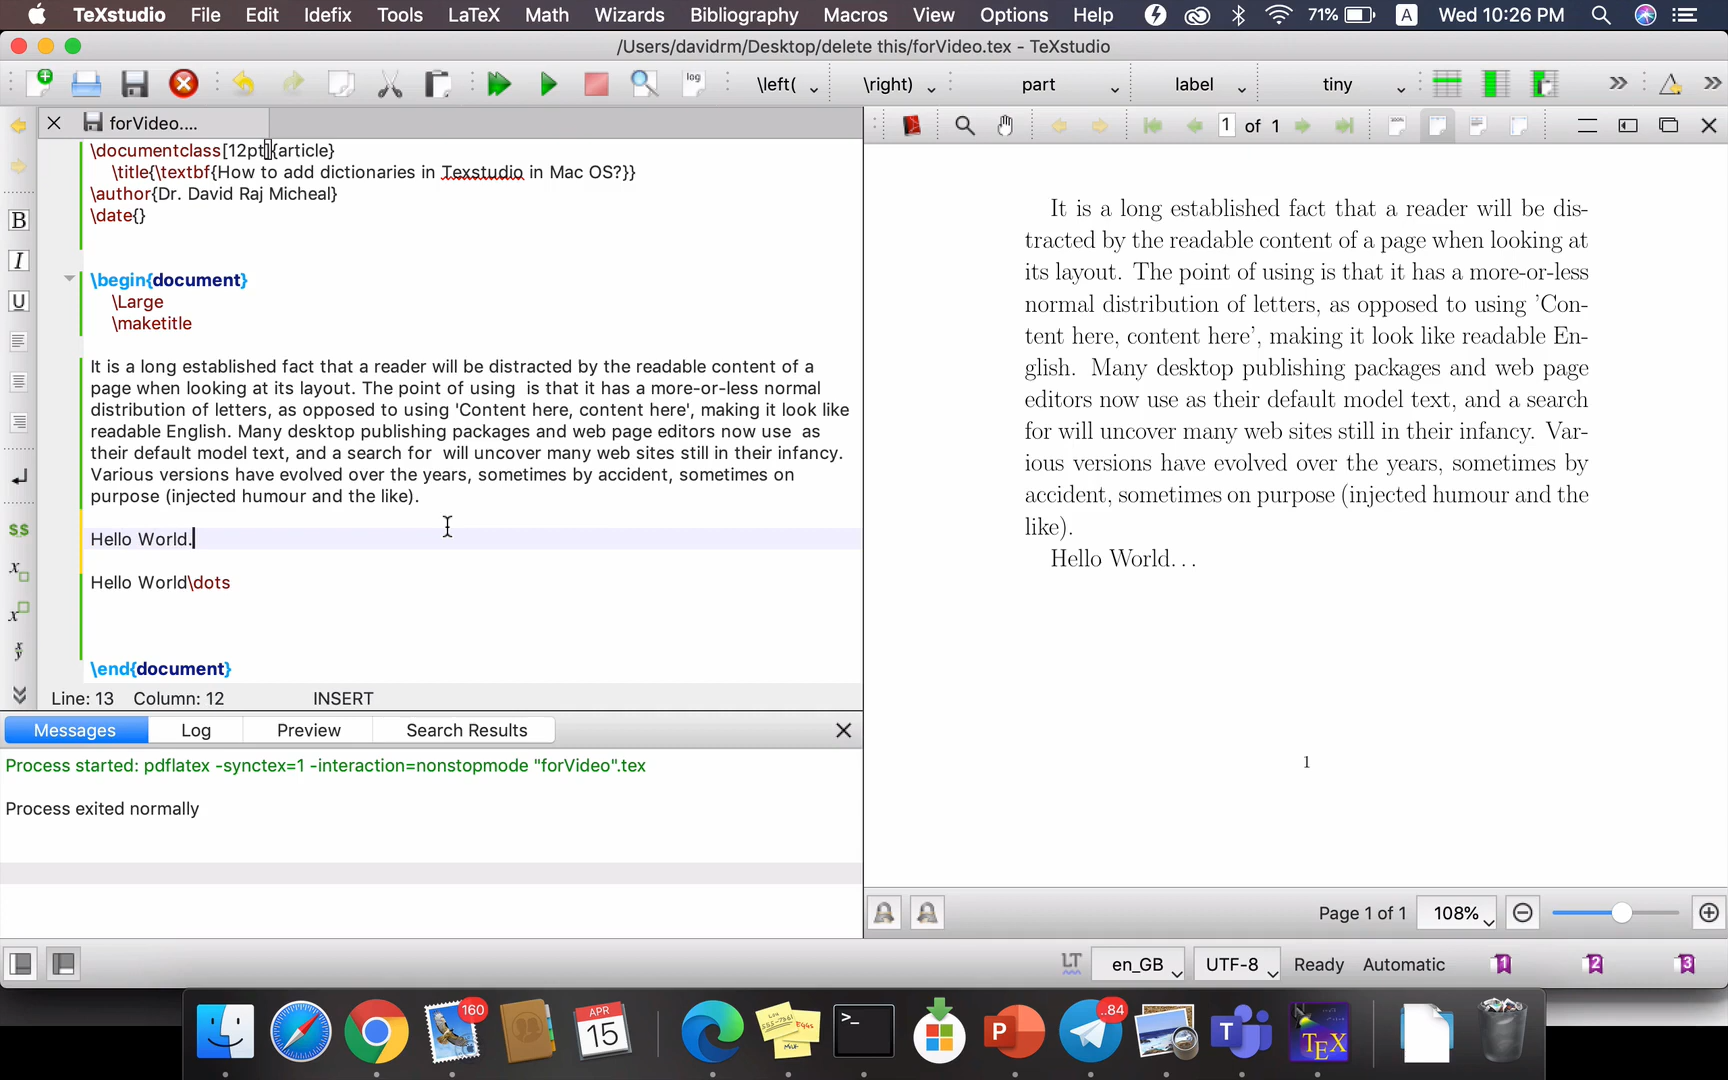 TeXstudio File Edit Idefix Tools LaTeX Math Wizards Bibliography Macros View Options Help 71% A Wed 10:26 PM
/Users/davidrm/Desktop/delete this/forVideo.tex - TeXstudio
log \left( \right) part label tiny
forVideo....
1 of 1
\documentclass[12pt]{article}
\title{\textbf{How to add dictionaries in Texstudio in Mac OS?}}
\author{Dr. David Raj Micheal}
\date{}
\begin{document}
\Large
\maketitle
It is a long established fact that a reader will be distracted by the readable content of a
page when looking at its layout. The point of using  is that it has a more-or-less normal
distribution of letters, as opposed to using 'Content here, content here', making it look like
readable English. Many desktop publishing packages and web page editors now use  as
their default model text, and a search for  will uncover many web sites still in their infancy.
Various versions have evolved over the years, sometimes by accident, sometimes on
purpose (injected humour and the like).
Hello World.
Hello World\dots
\end{document}
Line: 13 Column: 12 INSERT
Messages Log Preview Search Results
Process started: pdflatex -synctex=1 -interaction=nonstopmode "forVideo".tex
Process exited normally
It is a long established fact that a reader will be dis-
tracted by the readable content of a page when looking at
its layout. The point of using is that it has a more-or-less
normal distribution of letters, as opposed to using ’Con-
tent here, content here’, making it look like readable En-
glish. Many desktop publishing packages and web page
editors now use as their default model text, and a search
for will uncover many web sites still in their infancy. Var-
ious versions have evolved over the years, sometimes by
accident, sometimes on purpose (injected humour and the
like).
Hello World. . .
1
Page 1 of 1 108%
LT en_GB UTF-8 Ready Automatic 1 2 3
160
APR
15
..84
P
T
TEX